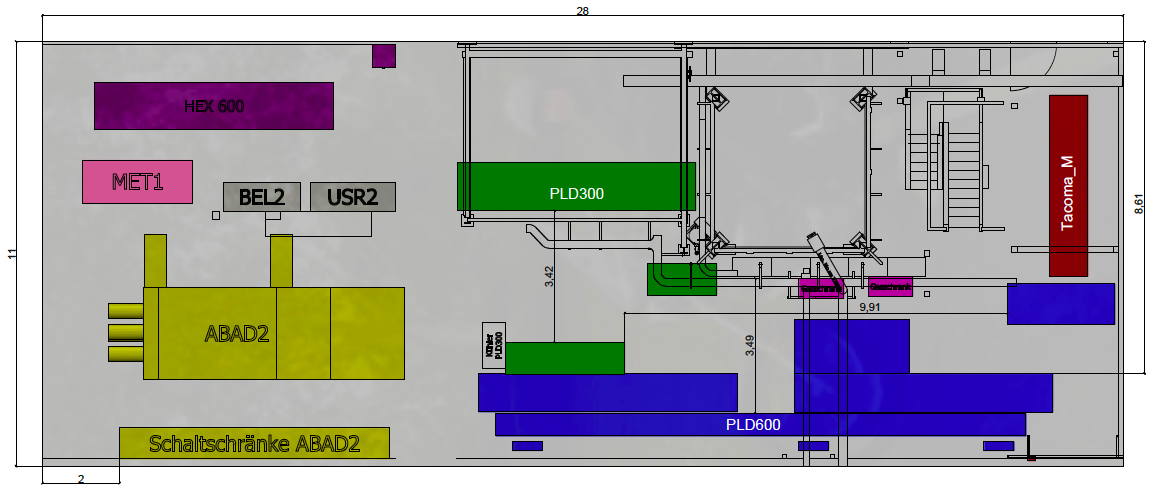 28
HEX 600
MET1
BEL2
USR2
PLD300
Tacoma_M
8,61
11
3,42
Gasschrank
9,91
ABAD2
Kühler
PLD300
3,49
PLD600
Schaltschränke ABAD2
2